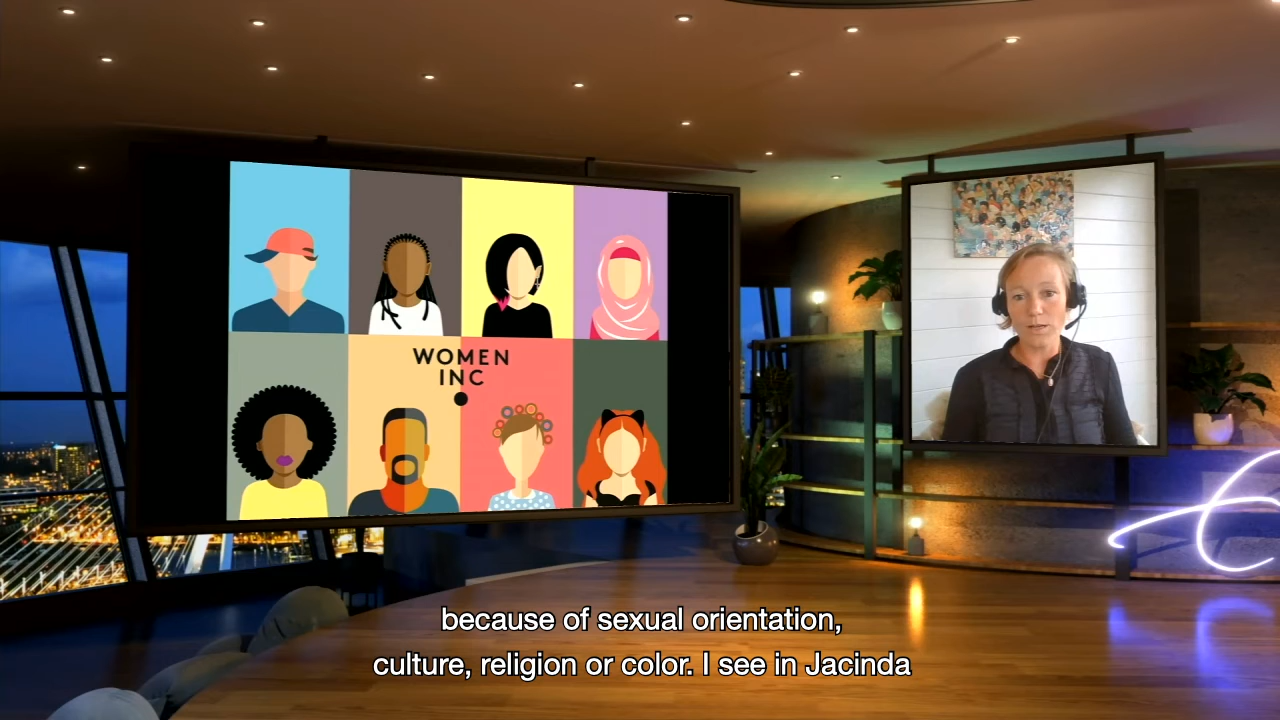 WOMEN
INC
because of sexual orientation,
culture, religion or color. I see in Jacinda